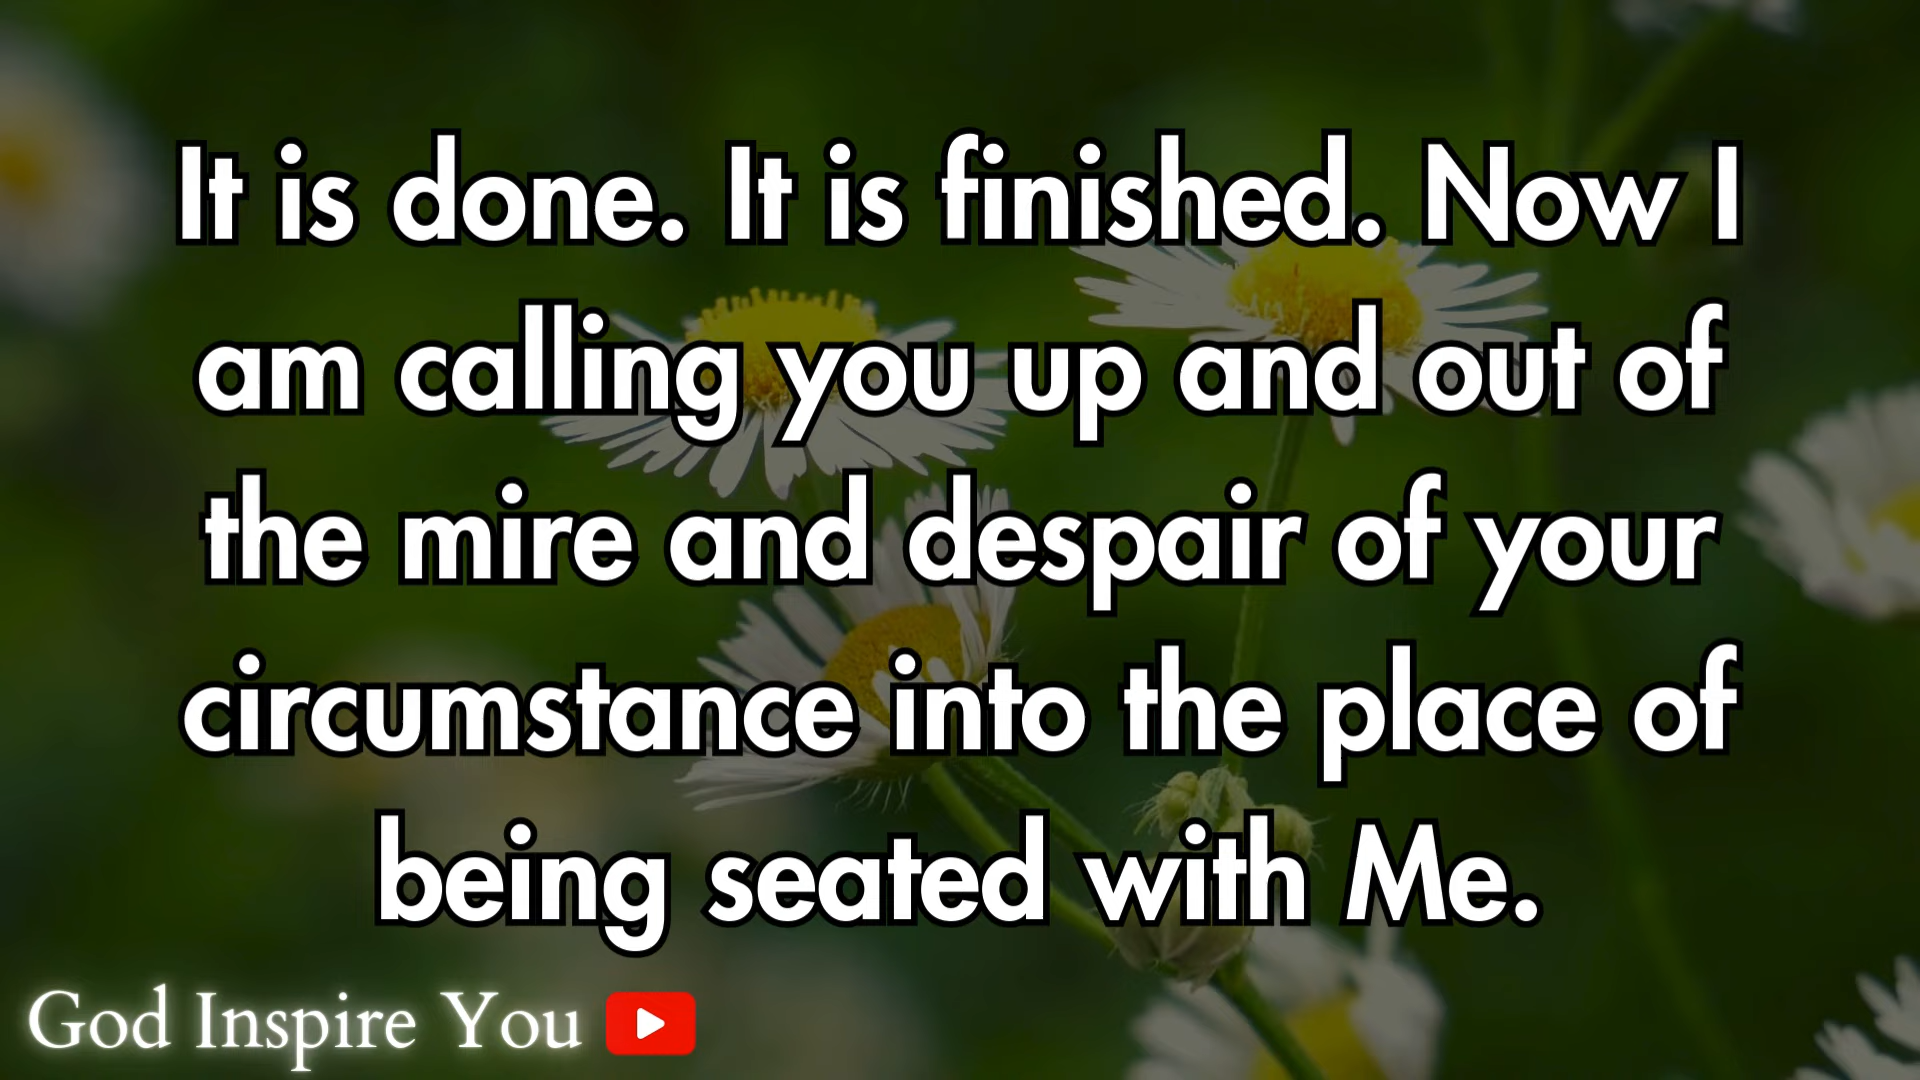 It is done. It is finished. Now I
am calling you up and out of
the mire and despair of your
circumstance into the place of
being seated with Me.
God Inspire You